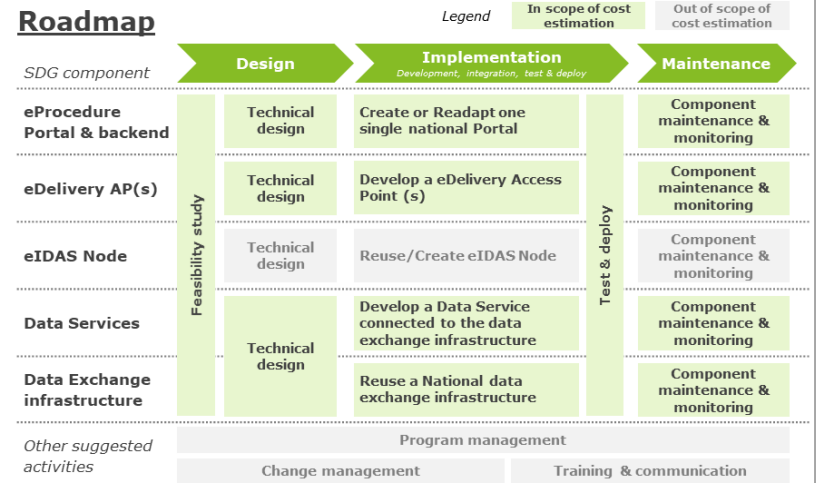 Roadmap
Legend
In scope of cost
estimation
Out of scope of
cost estimation
SDG component
Design
Implementation
Development, integration, test & deploy
Maintenance
eProcedure
Portal & backend
Feasibility study
Technical
design
Create or Readapt one
single national Portal
Test & deploy
Component
maintenance &
monitoring
eDelivery AP(s)
Technical
design
Develop a eDelivery Access
Point (s)
Component
maintenance &
monitoring
eIDAS Node
Technical
design
Reuse/Create eIDAS Node
Component
maintenance &
monitoring
Data Services
Technical
design
Develop a Data Service
connected to the data
exchange infrastructure
Component
maintenance &
monitoring
Data Exchange
infrastructure
Reuse a National data
exchange infrastructure
Component
maintenance &
monitoring
Other suggested
activities
Program management
Change management
Training & communication